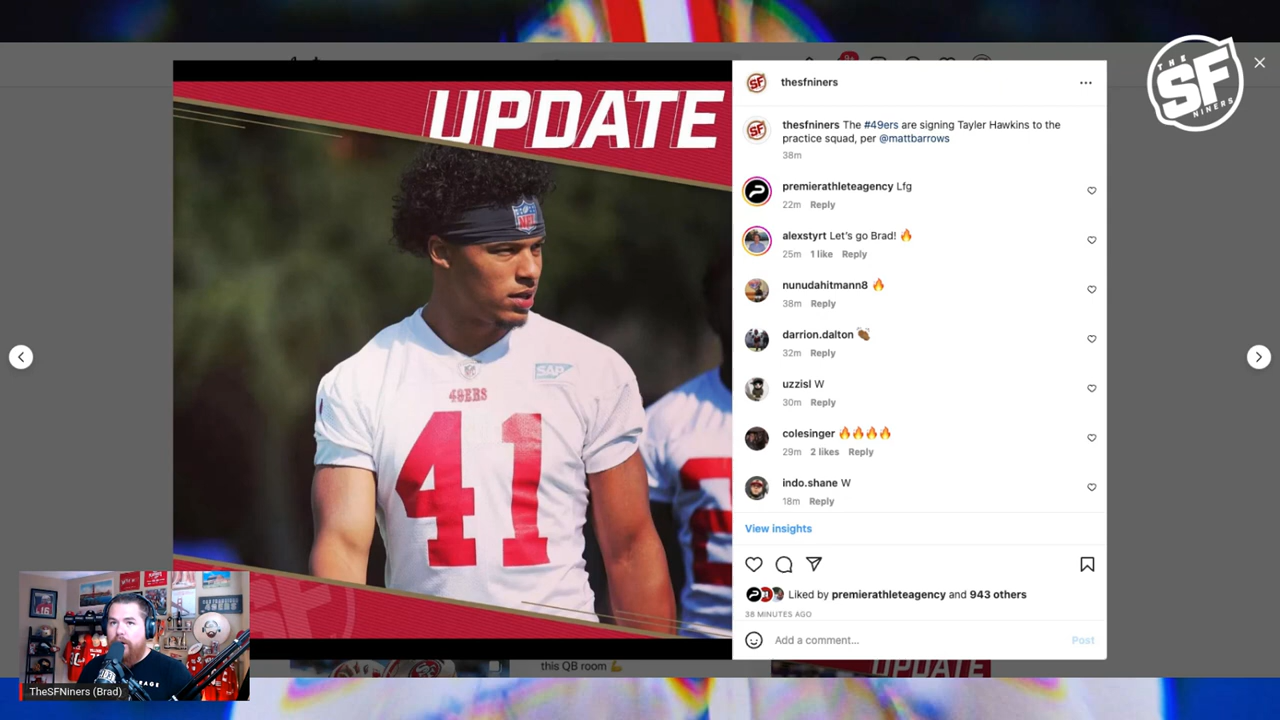 UPDATE
THE
SF
NINERS
thesfniners
thesfniners The #49ers are signing Tayler Hawkins to the
practice squad, per @mattbarrows
38m
premierathleteagency Lfg
22m Reply
alexstyrt Let's go Brad! 🔥
25m 1 like Reply
nunudahitmann8 🔥
38m Reply
darrion.dalton 👏🏾
32m Reply
uzzisl W
30m Reply
colesinger 🔥🔥🔥🔥
29m 2 likes Reply
indo.shane W
18m Reply
View insights
Liked by premierathleteagency and 943 others
38 MINUTES AGO
Add a comment...
Post
NFL
SAP
49ERS
41
this QB room 💪
UPDATE
TheSFNiners (Brad)